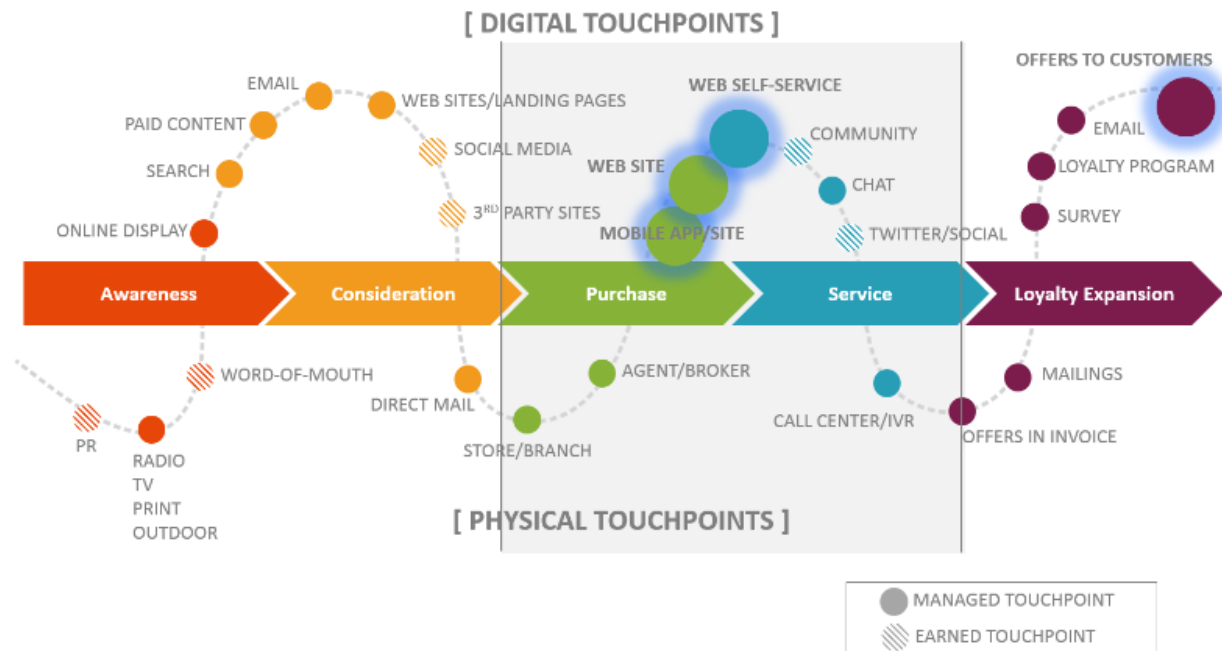 [ DIGITAL TOUCHPOINTS ]
OFFERS TO CUSTOMERS
EMAIL
WEB SELF-SERVICE
WEB SITES/LANDING PAGES
PAID CONTENT
EMAIL
COMMUNITY
SOCIAL MEDIA
SEARCH
WEB SITE
LOYALTY PROGRAM
CHAT
3RD PARTY SITES
SURVEY
ONLINE DISPLAY
MOBILE APP/SITE
TWITTER/SOCIAL
Awareness
Consideration
Purchase
Service
Loyalty Expansion
WORD-OF-MOUTH
AGENT/BROKER
MAILINGS
DIRECT MAIL
CALL CENTER/IVR
OFFERS IN INVOICE
PR
STORE/BRANCH
RADIO
TV
PRINT
OUTDOOR
[ PHYSICAL TOUCHPOINTS ]
MANAGED TOUCHPOINT
EARNED TOUCHPOINT